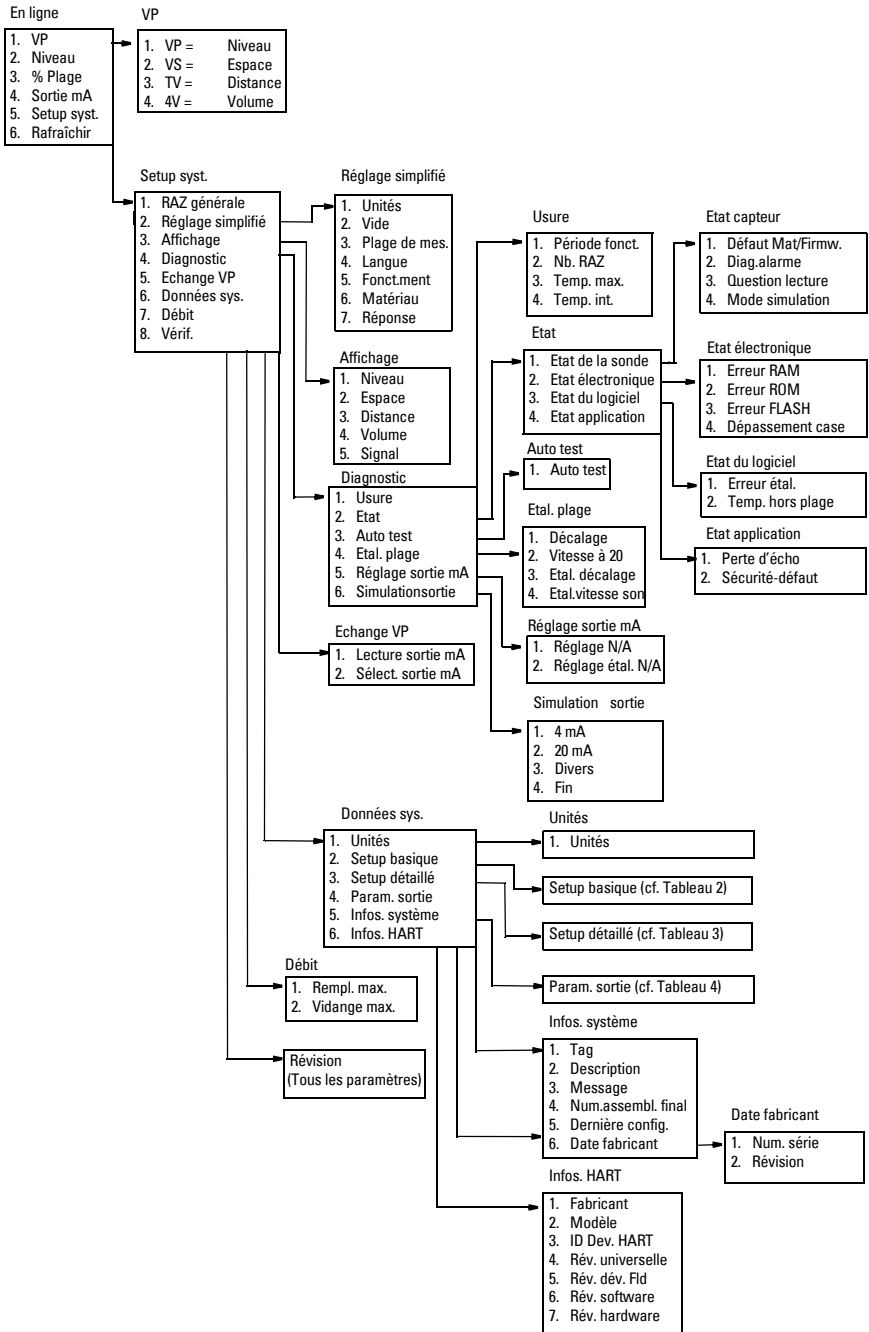 En ligne
1. VP
2. Niveau
3. % Plage
4. Sortie mA
5. Setup syst.
6. Rafraîchir
VP
1. VP = Niveau
2. VS = Espace
3. TV = Distance
4. 4V = Volume
Setup syst.
1. RAZ générale
2. Réglage simplifié
3. Affichage
4. Diagnostic
5. Echange VP
6. Données sys.
7. Débit
8. Vérif.
Réglage simplifié
1. Unités
2. Vide
3. Plage de mes.
4. Langue
5. Fonct.ment
6. Matériau
7. Réponse
Affichage
1. Niveau
2. Espace
3. Distance
4. Volume
5. Signal
Diagnostic
1. Usure
2. Etat
3. Auto test
4. Etal. plage
5. Réglage sortie mA
6. Simulationsortie
Echange VP
1. Lecture sortie mA
2. Sélect. sortie mA
Usure
1. Période fonct.
2. Nb. RAZ
3. Temp. max.
4. Temp. int.
Etat
1. Etat de la sonde
2. Etat électronique
3. Etat du logiciel
4. Etat application
Auto test
1. Auto test
Etal. plage
1. Décalage
2. Vitesse à 20
3. Etal. décalage
4. Etal.vitesse son
Réglage sortie mA
1. Réglage N/A
2. Réglage étal. N/A
Simulation sortie
1. 4 mA
2. 20 mA
3. Divers
4. Fin
Etat capteur
1. Défaut Mat/Firmw.
2. Diag.alarme
3. Question lecture
4. Mode simulation
Etat électronique
1. Erreur RAM
2. Erreur ROM
3. Erreur FLASH
4. Dépassement case
Etat du logiciel
1. Erreur étal.
2. Temp. hors plage
Etat application
1. Perte d'écho
2. Sécurité-défaut
Données sys.
1. Unités
2. Setup basique
3. Setup détaillé
4. Param. sortie
5. Infos. système
6. Infos. HART
Unités
1. Unités
Setup basique (cf. Tableau 2)
Setup détaillé (cf. Tableau 3)
Param. sortie (cf. Tableau 4)
Débit
1. Rempl. max.
2. Vidange max.
Révision
(Tous les paramètres)
Infos. système
1. Tag
2. Description
3. Message
4. Num.assembl. final
5. Dernière config.
6. Date fabricant
Date fabricant
1. Num. série
2. Révision
Infos. HART
1. Fabricant
2. Modèle
3. ID Dev. HART
4. Rév. universelle
5. Rév. dév. Fld
6. Rév. software
7. Rév. hardware